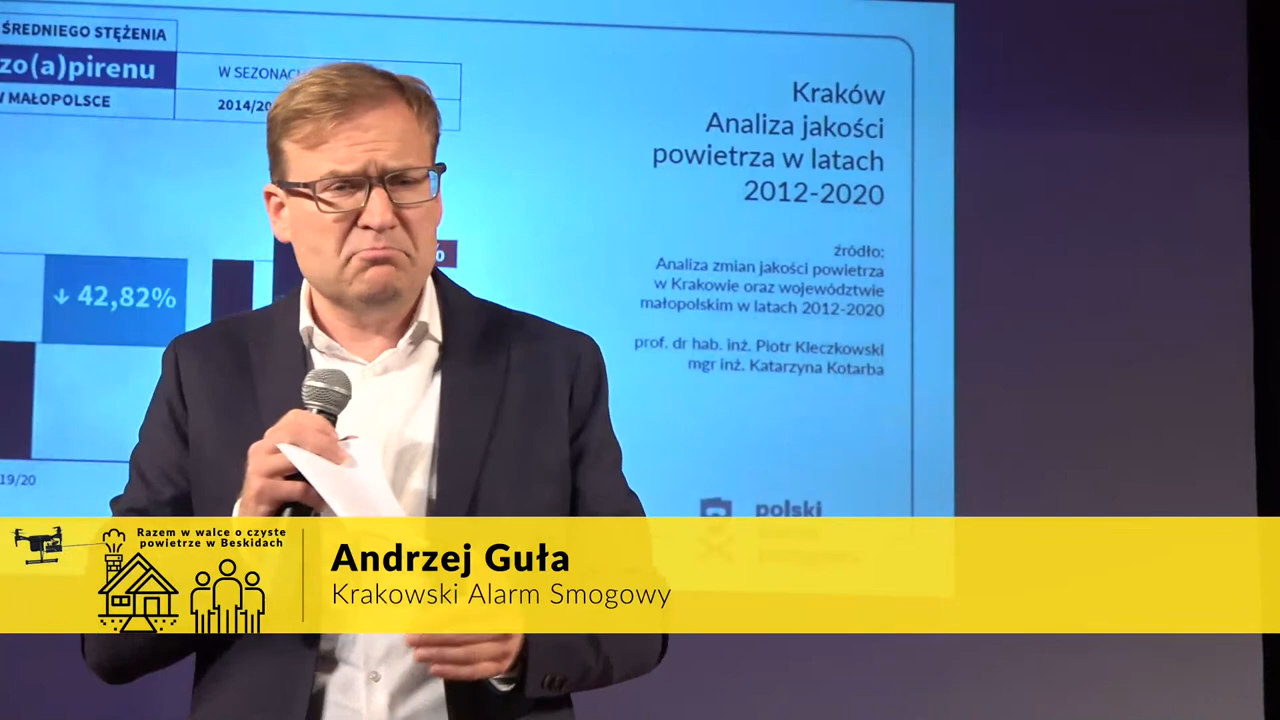 ŚREDNIEGO STĘŻENIA
zo(a)pirenu
W MAŁOPOLSCE
W SEZONACH
2014/20
↓ 42,82%
%
19/20
Kraków
Analiza jakości
powietrza w latach
2012-2020
źródło:
Analiza zmian jakości powietrza
w Krakowie oraz województwie
małopolskim w latach 2012-2020
prof. dr hab. inż. Piotr Kleczkowski
mgr inż. Katarzyna Kotarba
polski
Razem w walce o czyste
powietrze w Beskidach
Andrzej Guła
Krakowski Alarm Smogowy